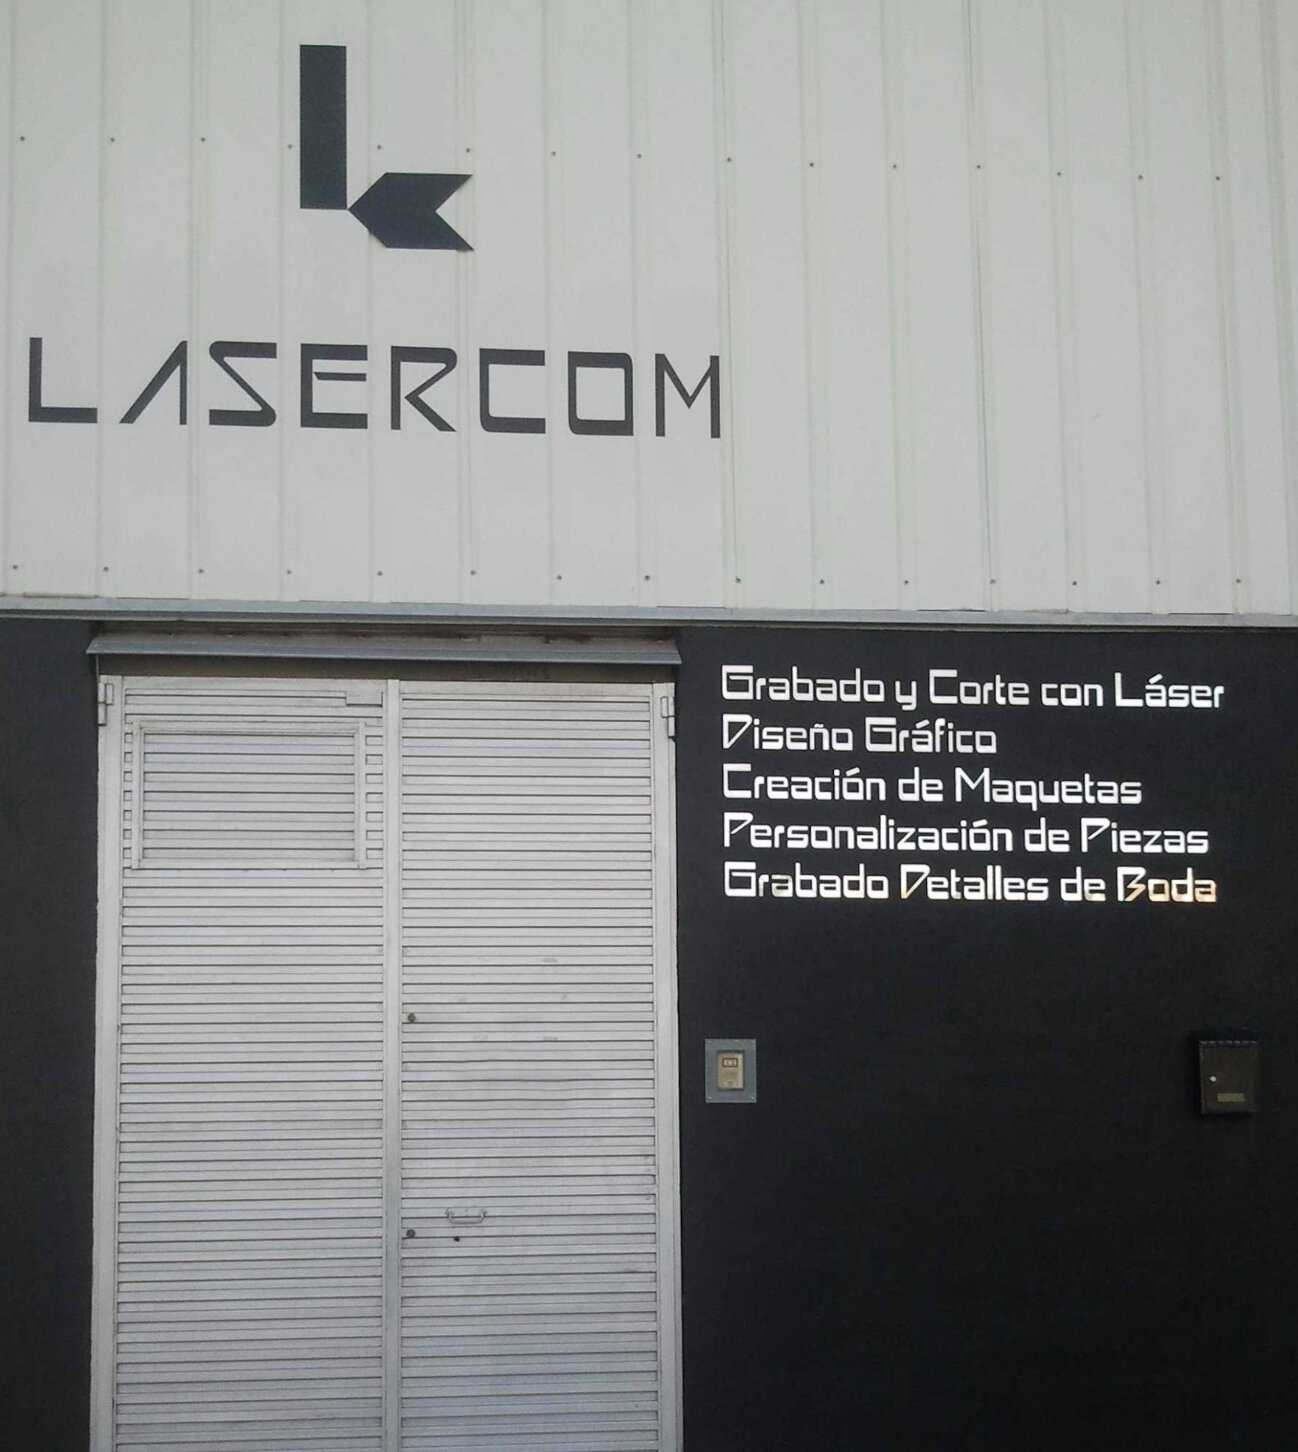 LASERCOM
Grabado y Corte con Láser
Diseño Gráfico
Creación de Maquetas
Personalización de Piezas
Grabado Detalles de Boda